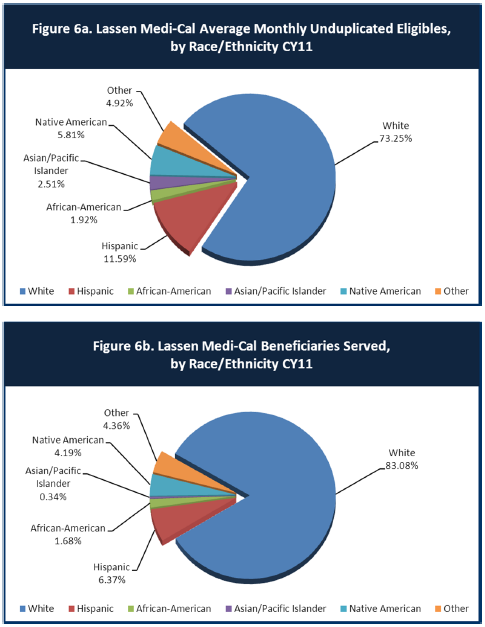 Figure 6a. Lassen Medi-Cal Average Monthly Unduplicated Eligibles,
by Race/Ethnicity CY11
Other
4.92%
Native American
5.81%
Asian/Pacific
Islander
2.51%
African-American
1.92%
Hispanic
11.59%
White
73.25%
White Hispanic African-American Asian/Pacific Islander Native American Other
Figure 6b. Lassen Medi-Cal Beneficiaries Served,
by Race/Ethnicity CY11
Other
4.36%
Native American
4.19%
Asian/Pacific
Islander
0.34%
African-American
1.68%
Hispanic
6.37%
White
83.08%
White Hispanic African-American Asian/Pacific Islander Native American Other